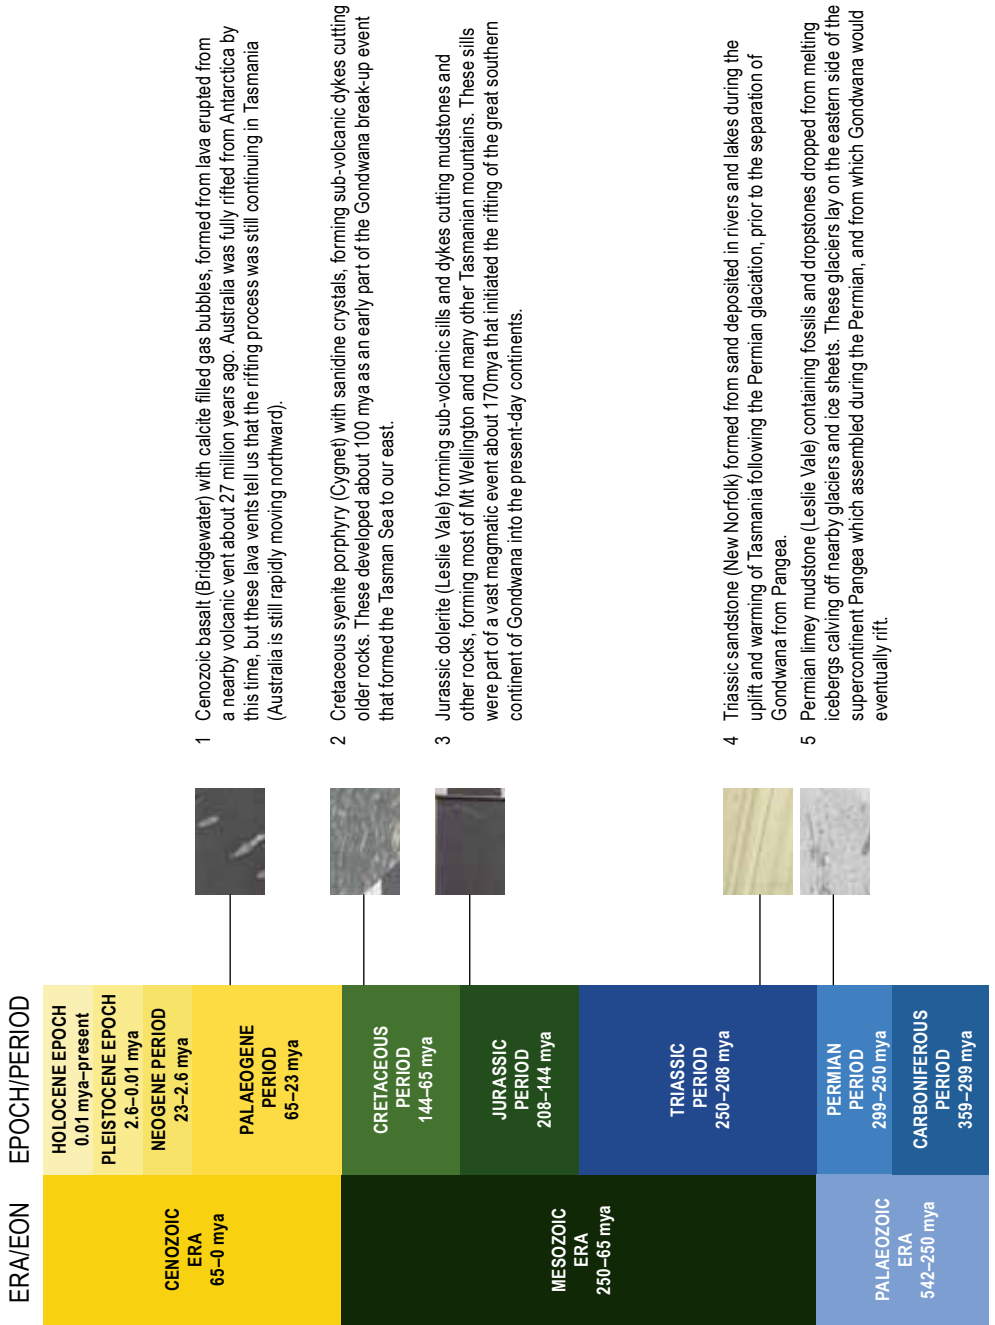 ERA/EON
EPOCH/PERIOD
CENOZOIC
ERA
65–0 mya
HOLOCENE EPOCH
0.01 mya–present
PLEISTOCENE EPOCH
2.6–0.01 mya
NEOGENE PERIOD
23–2.6 mya
PALAEOGENE
PERIOD
65–23 mya
MESOZOIC
ERA
250–65 mya
CRETACEOUS
PERIOD
144–65 mya
JURASSIC
PERIOD
208–144 mya
TRIASSIC
PERIOD
250–208 mya
PALAEOZOIC
ERA
542–250 mya
PERMIAN
PERIOD
299–250 mya
CARBONIFEROUS
PERIOD
359–299 mya
1 Cenozoic basalt (Bridgewater) with calcite filled gas bubbles, formed from lava erupted from
a nearby volcanic vent about 27 million years ago. Australia was fully rifted from Antarctica by
this time, but these lava vents tell us that the rifting process was still continuing in Tasmania
(Australia is still rapidly moving northward).
2 Cretaceous syenite porphyry (Cygnet) with sanidine crystals, forming sub-volcanic dykes cutting
older rocks. These developed about 100 mya as an early part of the Gondwana break-up event
that formed the Tasman Sea to our east.
3 Jurassic dolerite (Leslie Vale) forming sub-volcanic sills and dykes cutting mudstones and
other rocks, forming most of Mt Wellington and many other Tasmanian mountains. These sills
were part of a vast magmatic event about 170mya that initiated the rifting of the great southern
continent of Gondwana into the present-day continents.
4 Triassic sandstone (New Norfolk) formed from sand deposited in rivers and lakes during the
uplift and warming of Tasmania following the Permian glaciation, prior to the separation of
Gondwana from Pangea.
5 Permian limey mudstone (Leslie Vale) containing fossils and dropstones dropped from melting
icebergs calving off nearby glaciers and ice sheets. These glaciers lay on the eastern side of the
supercontinent Pangea which assembled during the Permian, and from which Gondwana would
eventually rift.